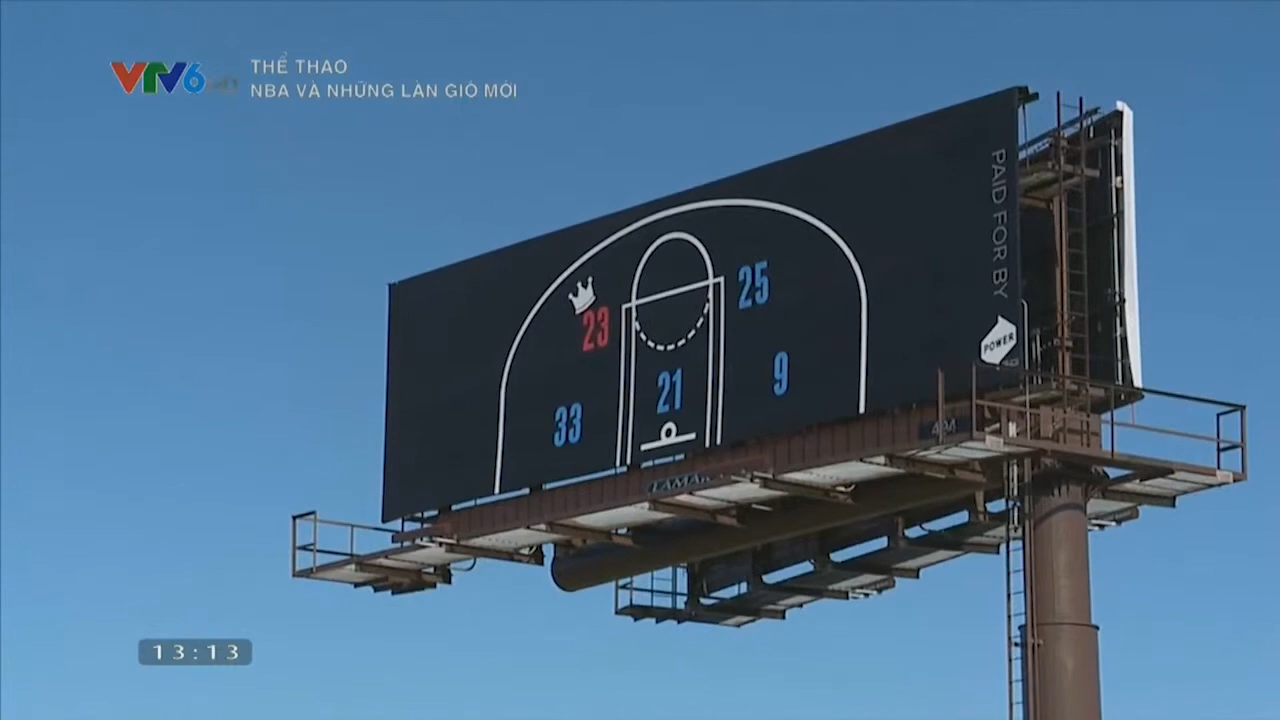 VTV6
THỂ THAO
NBA VÀ NHỮNG LÀN GIÓ MỚI
PAID FOR BY
POWER
25
23
21
9
33
13:13